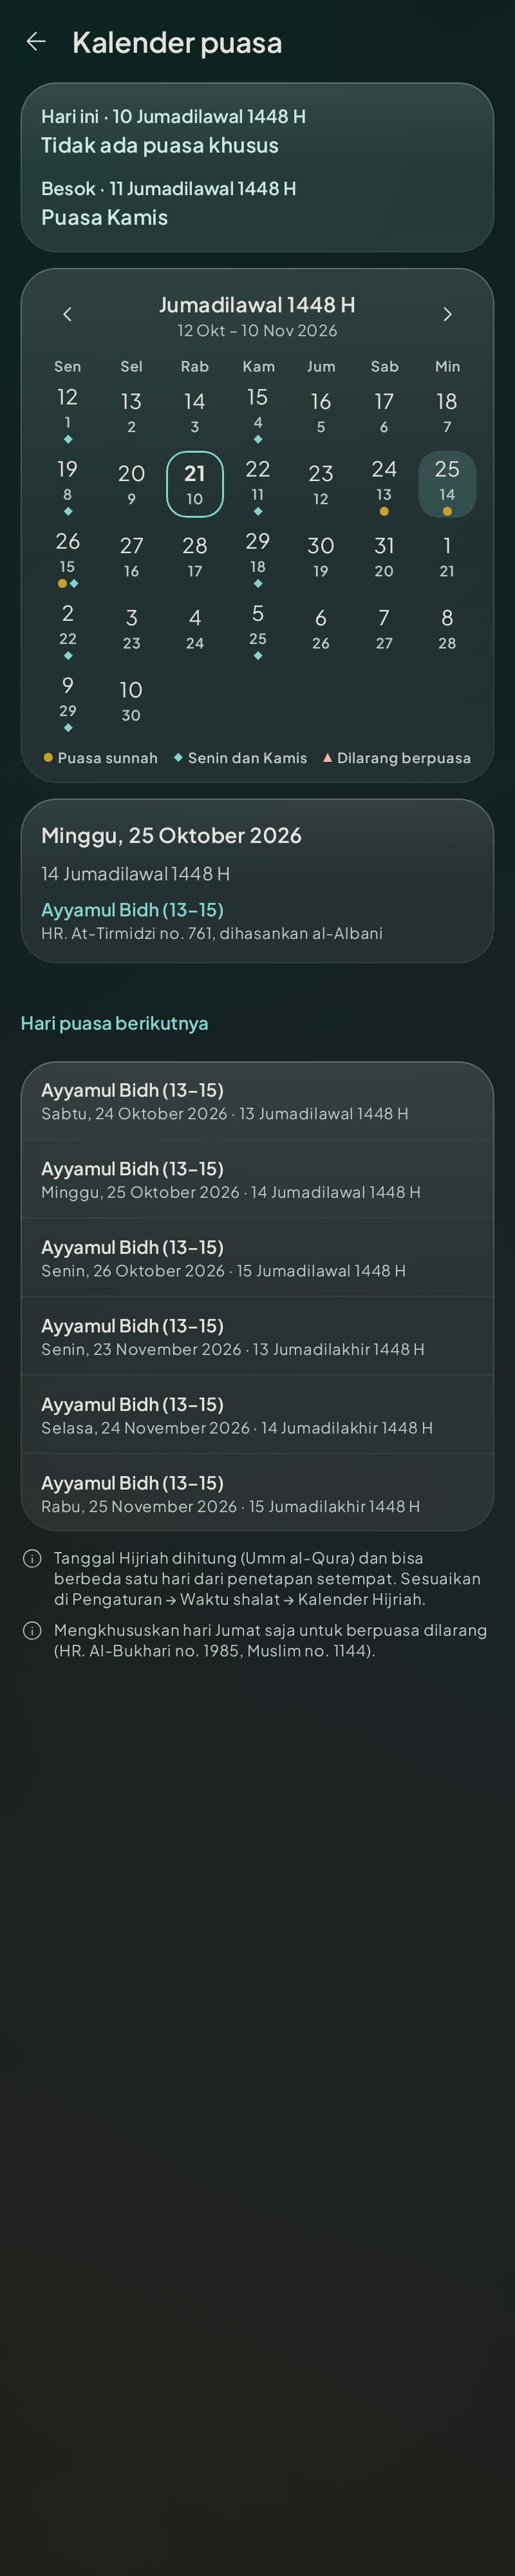 Kalender puasa
Hari ini · 10 Jumadilawal 1448 H
Tidak ada puasa khusus
Besok · 11 Jumadilawal 1448 H
Puasa Kamis
Jumadilawal 1448 H
12 Okt – 10 Nov 2026
Sen Sel Rab Kam Jum Sab Min
12 13 14 15 16 17 18
1 2 3 4 5 6 7
19 20 21 22 23 24 25
8 9 10 11 12 13 14
26 27 28 29 30 31 1
15 16 17 18 19 20 21
2 3 4 5 6 7 8
22 23 24 25 26 27 28
9 10
29 30
Puasa sunnah Senin dan Kamis Dilarang berpuasa
Minggu, 25 Oktober 2026
14 Jumadilawal 1448 H
Ayyamul Bidh (13–15)
HR. At-Tirmidzi no. 761, dihasankan al-Albani
Hari puasa berikutnya
Ayyamul Bidh (13–15)
Sabtu, 24 Oktober 2026 · 13 Jumadilawal 1448 H
Ayyamul Bidh (13–15)
Minggu, 25 Oktober 2026 · 14 Jumadilawal 1448 H
Ayyamul Bidh (13–15)
Senin, 26 Oktober 2026 · 15 Jumadilawal 1448 H
Ayyamul Bidh (13–15)
Senin, 23 November 2026 · 13 Jumadilakhir 1448 H
Ayyamul Bidh (13–15)
Selasa, 24 November 2026 · 14 Jumadilakhir 1448 H
Ayyamul Bidh (13–15)
Rabu, 25 November 2026 · 15 Jumadilakhir 1448 H
Tanggal Hijriah dihitung (Umm al-Qura) dan bisa
berbeda satu hari dari penetapan setempat. Sesuaikan
di Pengaturan → Waktu shalat → Kalender Hijriah.
Mengkhususkan hari Jumat saja untuk berpuasa dilarang
(HR. Al-Bukhari no. 1985, Muslim no. 1144).